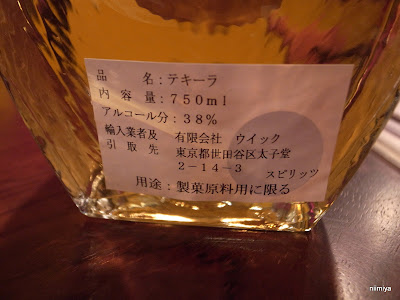 品　　名：テキーラ
内 容 量：750ml
アルコール分：38%
輸入業者及　有限会社　ウイック
引 取 先　東京都世田谷区太子堂
2－14－3
スピリッツ
用途：製菓原料用に限る
niimiya